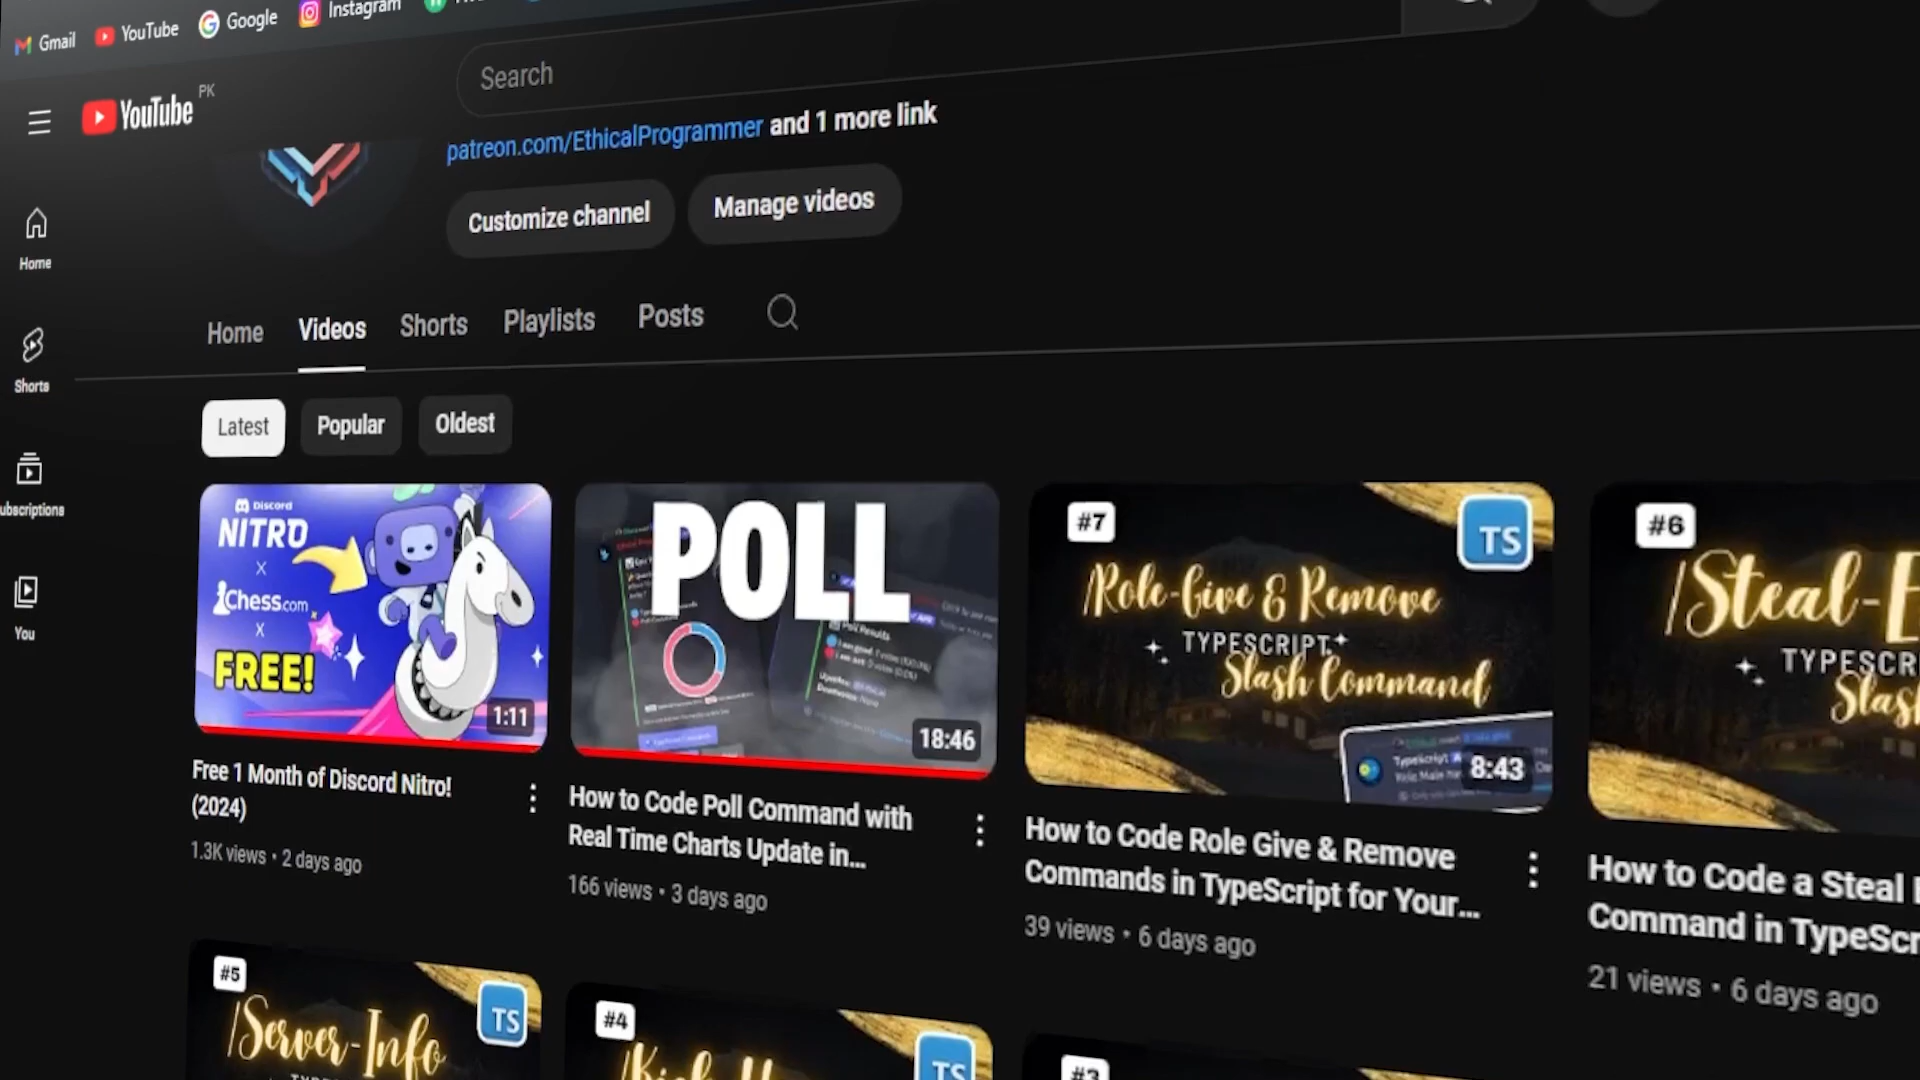 Gmail
YouTube
Google
Instagram
YouTube PK
Search
patreon.com/EthicalProgrammer and 1 more link
Customize channel
Manage videos
Home
Shorts
ubscriptions
You
Home
Videos
Shorts
Playlists
Posts
Latest
Popular
Oldest
Discord
NITRO
X
Chess.com
X
FREE!
1:11
Free 1 Month of Discord Nitro!
(2024)
1.3K views • 2 days ago
POLL
Poll Results
18:46
How to Code Poll Command with
Real Time Charts Update in...
166 views • 3 days ago
#7
TS
/Role-Give & Remove
TYPESCRIPT
Slash Command
TypeScript
8:43
How to Code Role Give & Remove
Commands in TypeScript for Your...
39 views • 6 days ago
#6
/Steal-E
TYPESCRI
Slash
How to Code a Steal
Command in TypeScr
21 views • 6 days ago
#5
TS
/Server-Info
#4
TS
#3